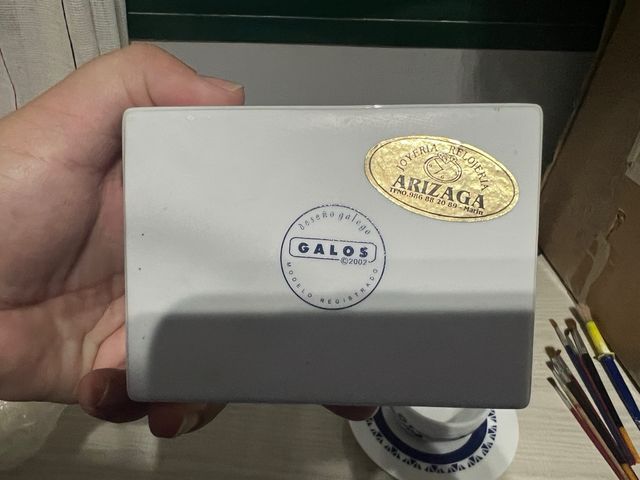 JOYERIA RELOJERIA
ARIZAGA
TFNO. 986 88 20 89 - Marín
deseño galego
GALOS
©2002
MODELO REGISTRADO